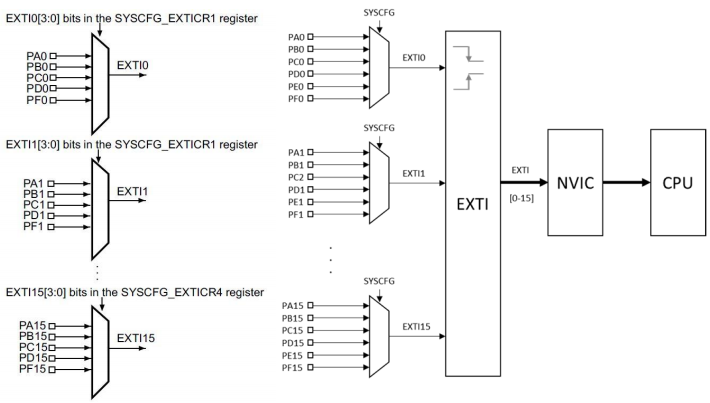 EXTI0[3:0] bits in the SYSCFG_EXTICR1 register
PA0
PB0
PC0
PD0
PF0
EXTI0
EXTI1[3:0] bits in the SYSCFG_EXTICR1 register
PA1
PB1
PC1
PD1
PF1
EXTI1
EXTI15[3:0] bits in the SYSCFG_EXTICR4 register
PA15
PB15
PC15
PD15
PF15
EXTI15
SYSCFG
PA0
PB0
PC0
PD0
PE0
PF0
EXTI0
SYSCFG
PA1
PB1
PC2
PD1
PE1
PF1
EXTI1
SYSCFG
PA15
PB15
PC15
PD15
PE15
PF15
EXTI15
EXTI
EXTI
[0-15]
NVIC
CPU